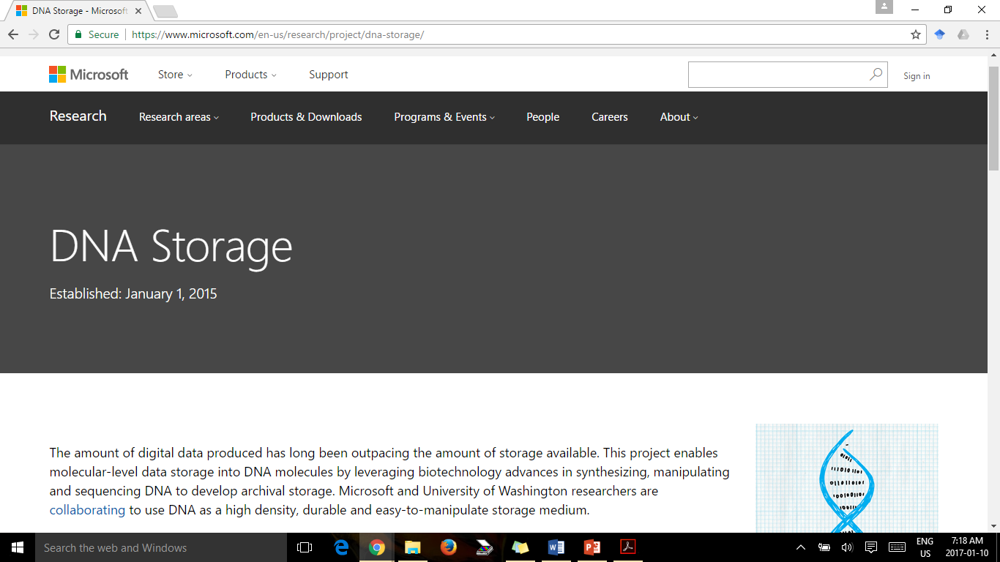 DNA Storage - Microsoft
Secure https://www.microsoft.com/en-us/research/project/dna-storage/
Microsoft Store Products Support Sign in
Research Research areas Products & Downloads Programs & Events People Careers About
DNA Storage
Established: January 1, 2015
The amount of digital data produced has long been outpacing the amount of storage available. This project enables
molecular-level data storage into DNA molecules by leveraging biotechnology advances in synthesizing, manipulating
and sequencing DNA to develop archival storage. Microsoft and University of Washington researchers are
collaborating to use DNA as a high density, durable and easy-to-manipulate storage medium.
Search the web and Windows
ENG
US
7:18 AM
2017-01-10